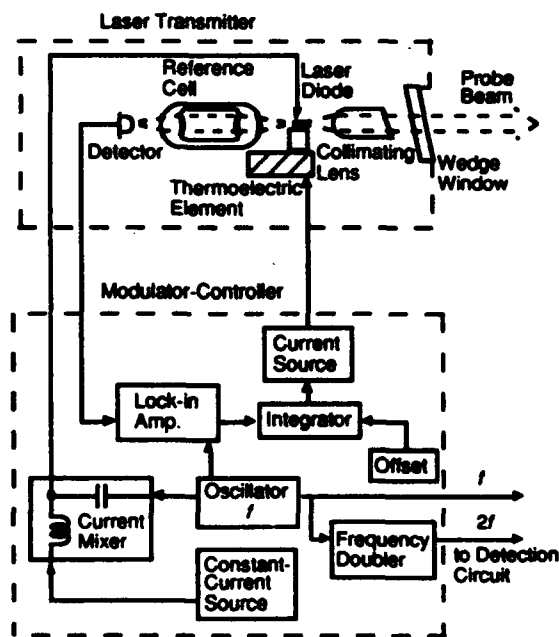 Laser Transmitter
Reference
Cell
Laser
Diode
Probe
Beam
Detector
Collimating
Lens
Wedge
Window
Thermoelectric
Element
Modulator-Controller
Current
Source
Lock-in
Amp.
Integrator
Offset
Oscillator
f
f
Current
Mixer
Frequency
Doubler
2f
to Detection
Circuit
Constant-
Current
Source